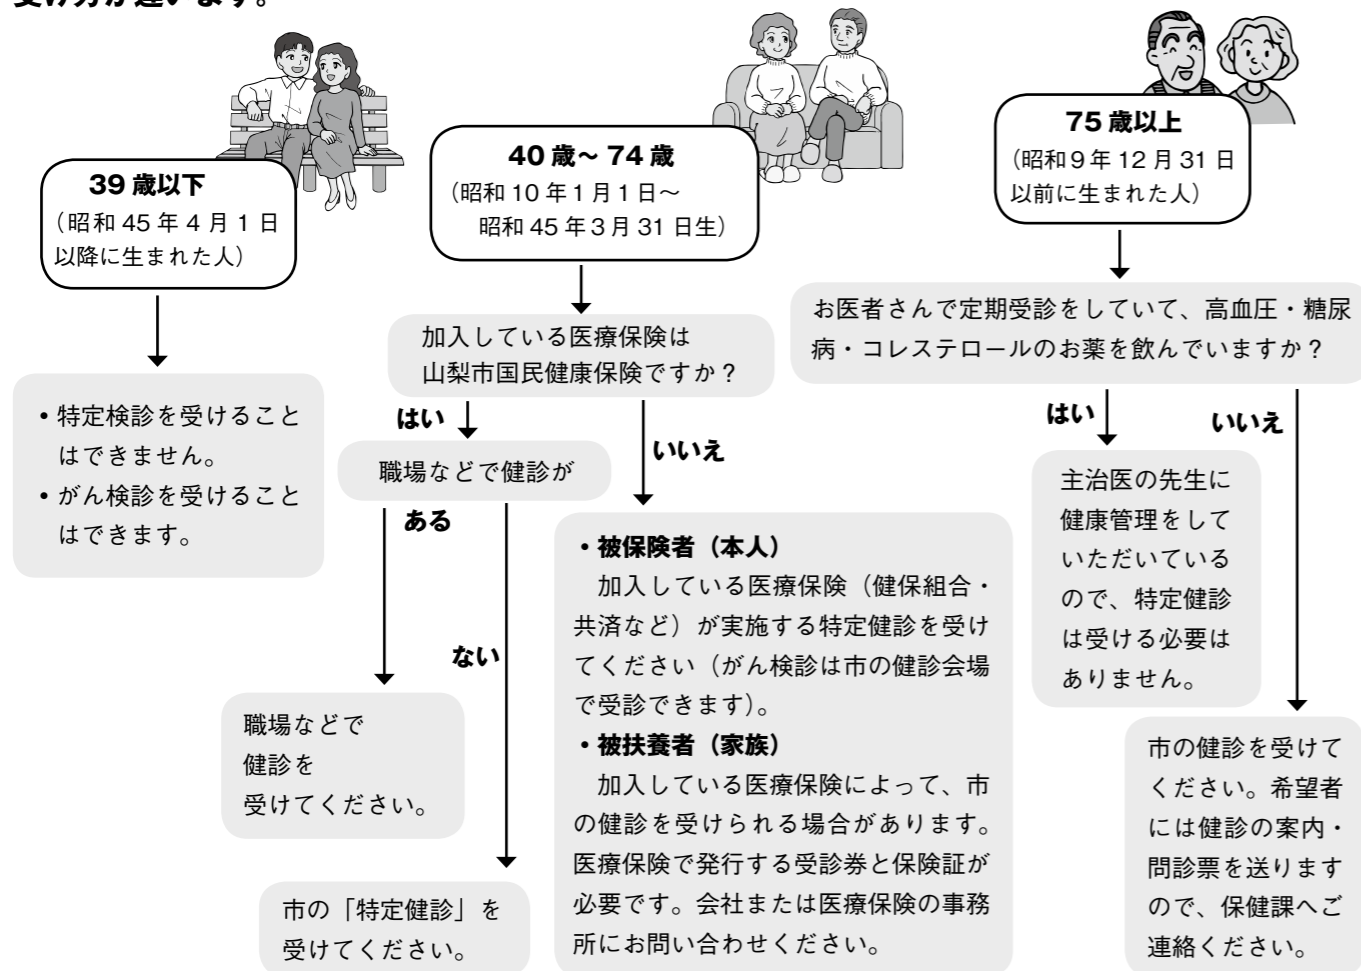 受け方が違います。
39 歳以下
（昭和 45 年 4 月 1 日
以降に生まれた人）
・特定検診を受けること
はできません。
・がん検診を受けること
はできます。
40 歳～ 74 歳
（昭和 10 年 1 月 1 日～
昭和 45 年 3 月 31 日生）
加入している医療保険は
山梨市国民健康保険ですか？
はい
いいえ
職場などで健診が
ある
ない
職場などで
健診を
受けてください。
市の「特定健診」を
受けてください。
・被保険者（本人）
加入している医療保険（健保組合・
共済など）が実施する特定健診を受け
てください（がん検診は市の健診会場
で受診できます）。
・被扶養者（家族）
加入している医療保険によって、市
の健診を受けられる場合があります。
医療保険で発行する受診券と保険証が
必要です。会社または医療保険の事務
所にお問い合わせください。
75 歳以上
（昭和 9 年 12 月 31 日
以前に生まれた人）
お医者さんで定期受診をしていて、高血圧・糖尿
病・コレステロールのお薬を飲んでいますか？
はい
いいえ
主治医の先生に
健康管理をして
いただいている
ので、特定健診
は受ける必要は
ありません。
市の健診を受けて
ください。希望者
には健診の案内・
問診票を送ります
ので、保健課へご
連絡ください。